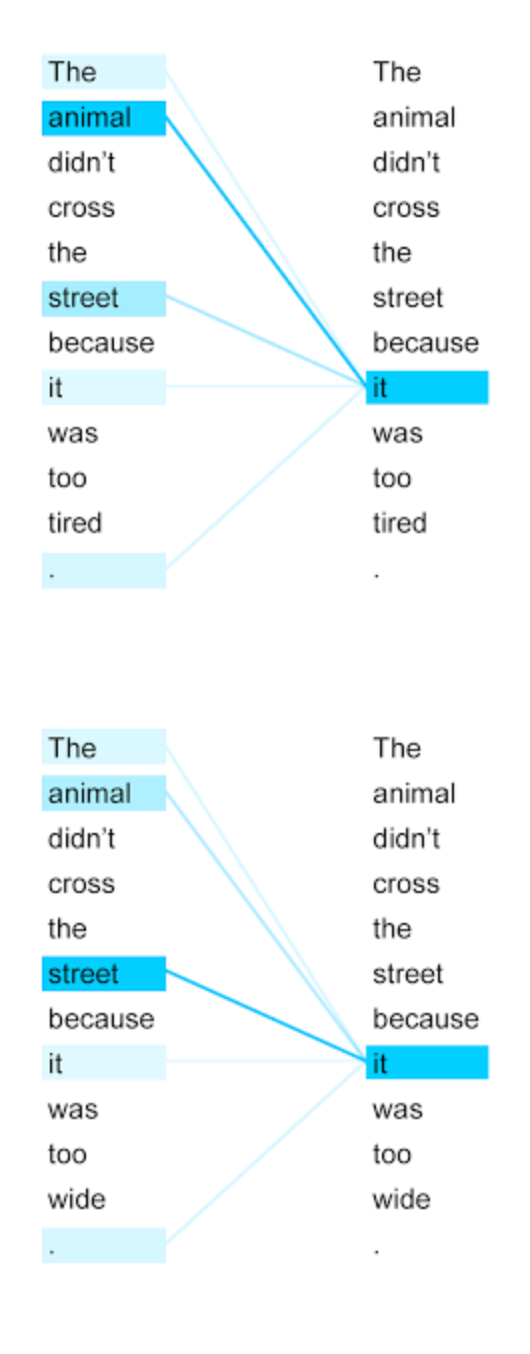 The The
animal animal
didn't didn't
cross cross
the the
street street
because because
it it
was was
too too
tired tired
. .
The The
animal animal
didn't didn't
cross cross
the the
street street
because because
it it
was was
too too
wide wide
. .